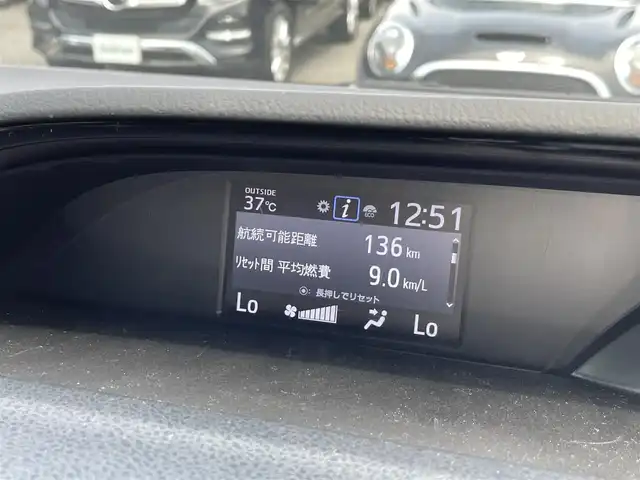 OUTSIDE
37℃
i
eco
12:51
航続可能距離 136 km
ﾘｾｯﾄ間 平均燃費 9.0 km/L
◉: 長押しでリセット
Lo
Lo